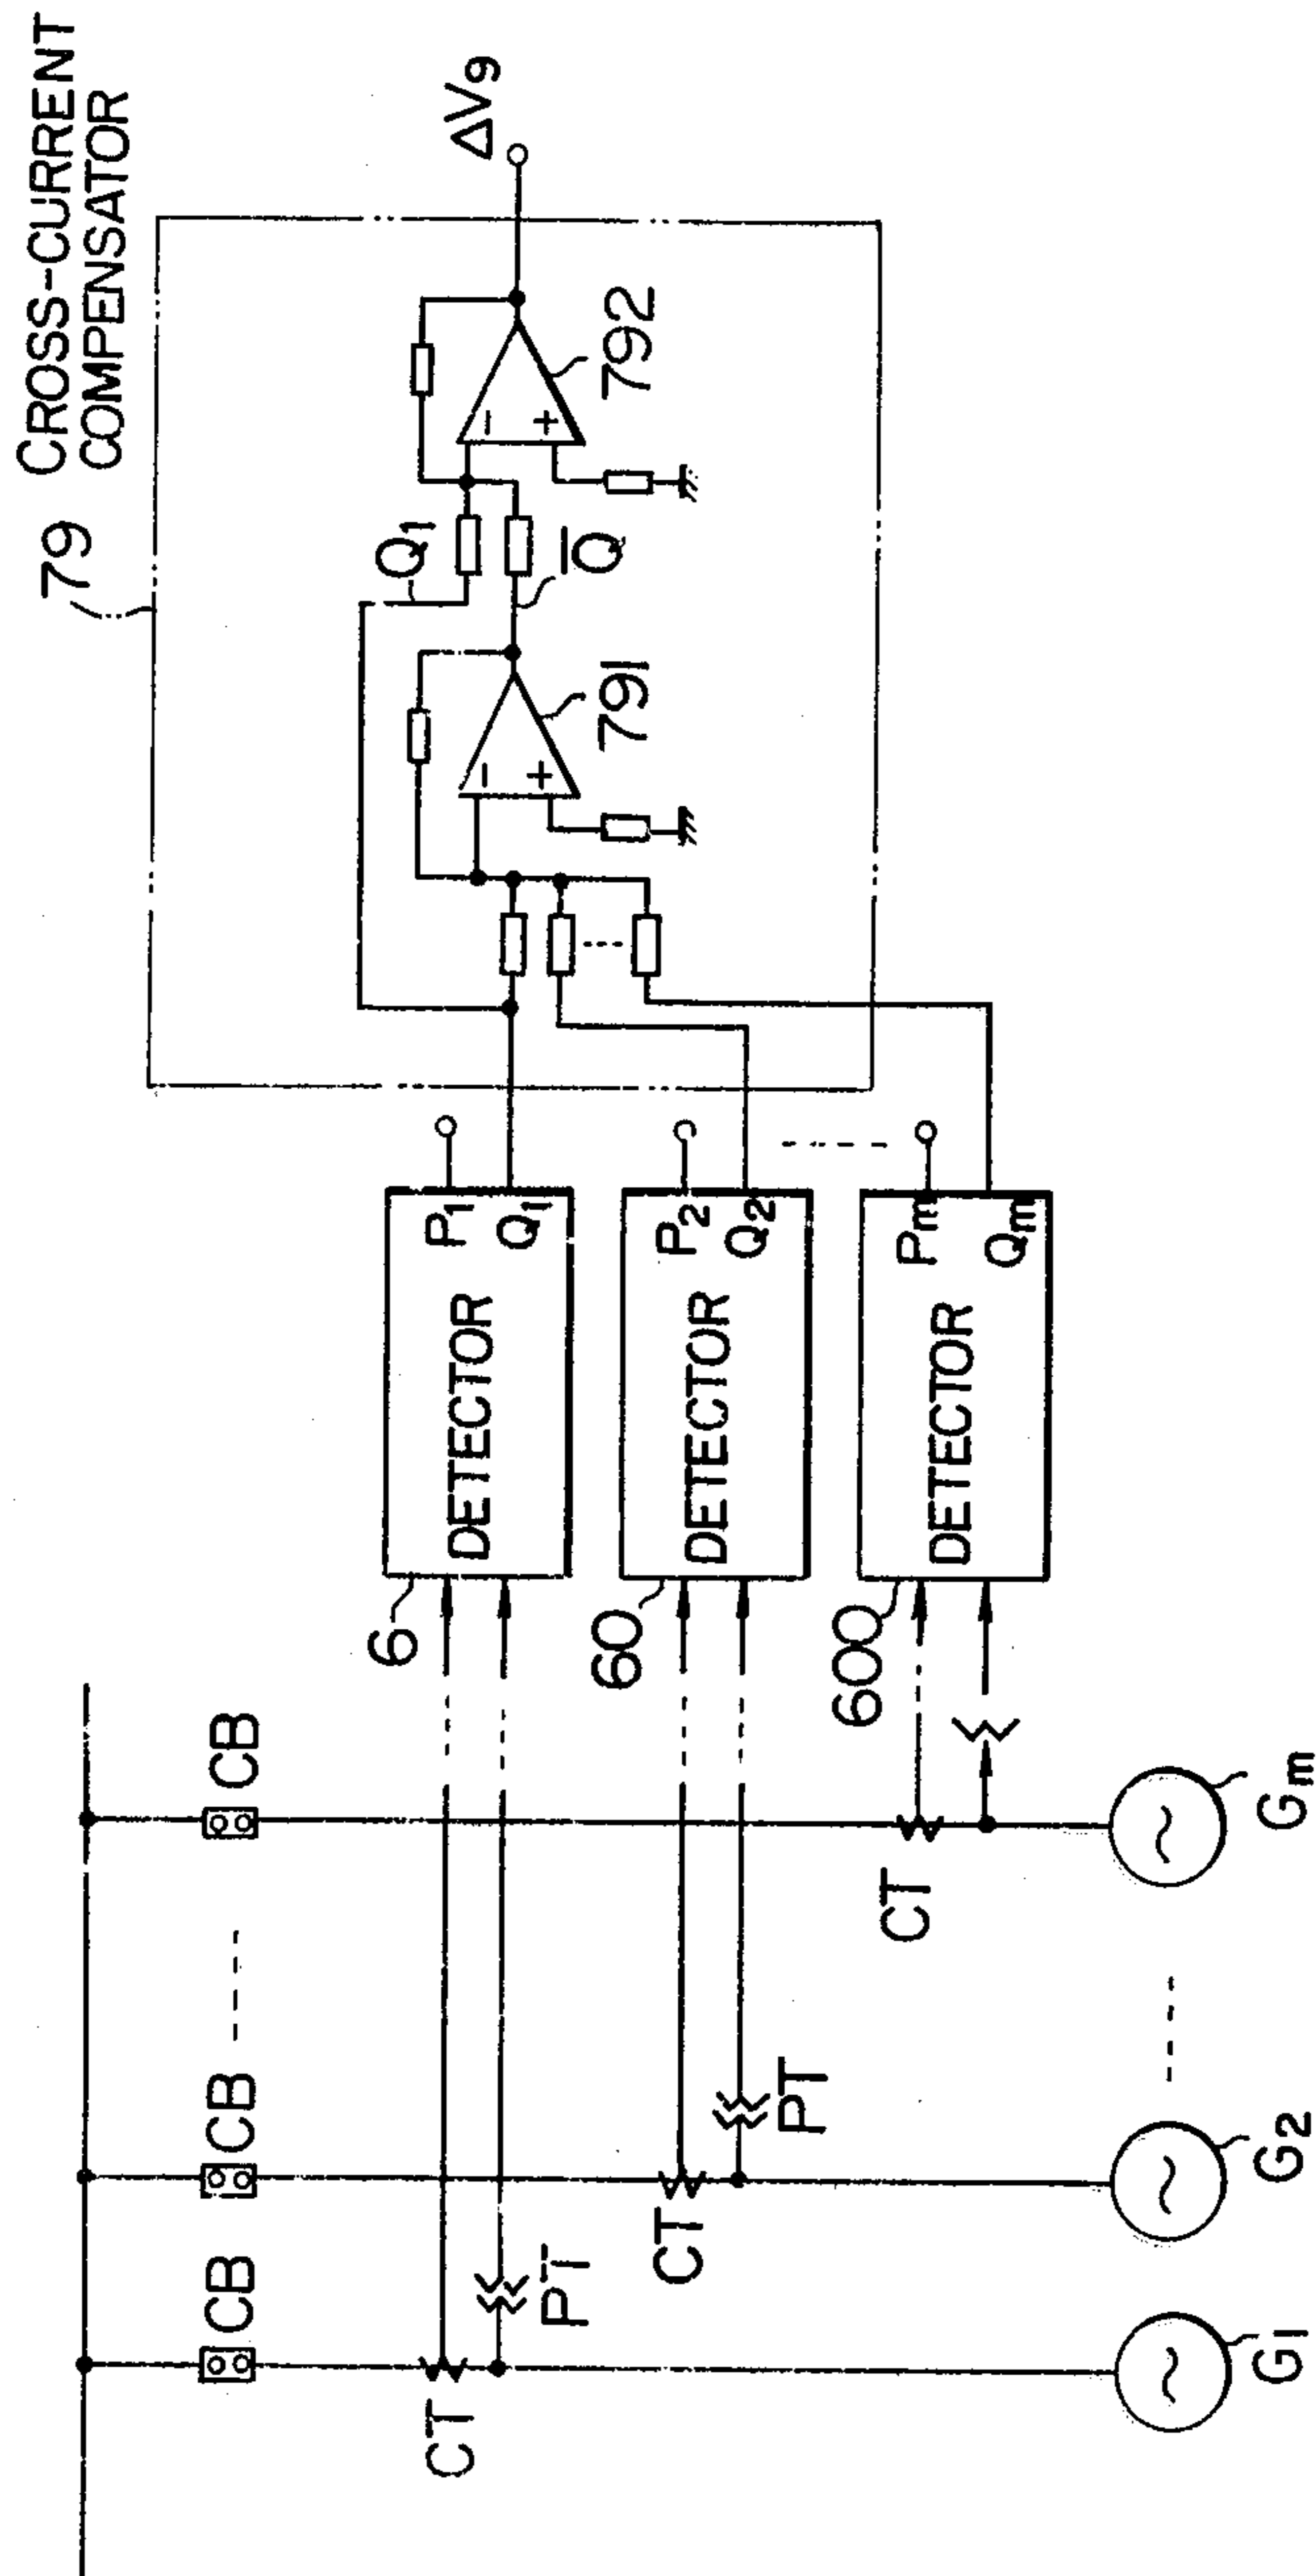 79 CROSS-CURRENT
COMPENSATOR
ΔV9
Q1
Q̅
791
792
− +
− +
6
DETECTOR
P1
Q1
60
DETECTOR
P2
Q2
600
DETECTOR
Pm
Qm
CB
CB
CB
CT
PT
CT
PT
CT
G1
G2
Gm